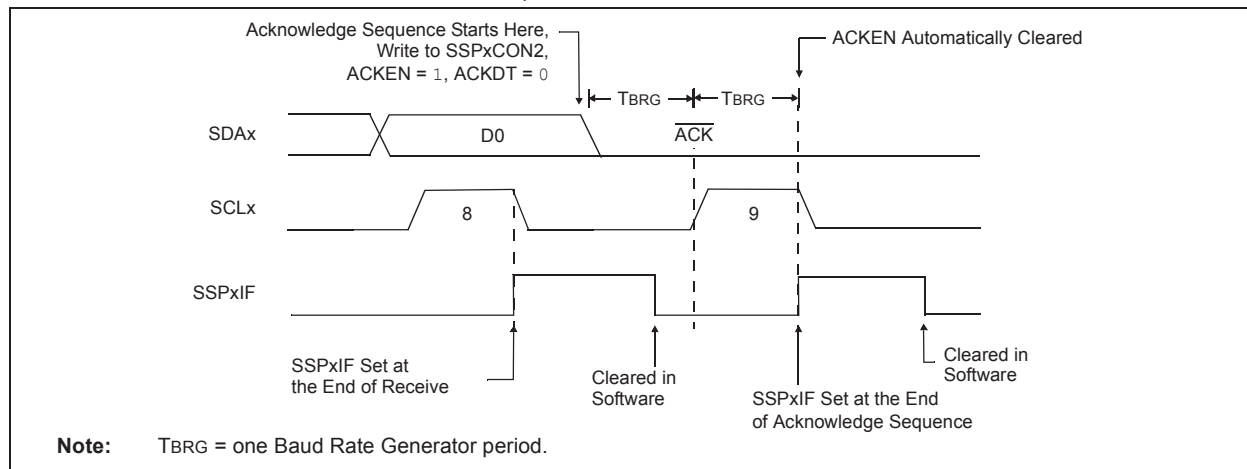 Acknowledge Sequence Starts Here,
Write to SSPxCON2,
ACKEN = 1, ACKDT = 0
ACKEN Automatically Cleared
TBRG
TBRG
SDAx
D0
ACK
SCLx
8
9
SSPxIF
SSPxIF Set at
the End of Receive
Cleared in
Software
SSPxIF Set at the End
of Acknowledge Sequence
Cleared in
Software
Note: TBRG = one Baud Rate Generator period.